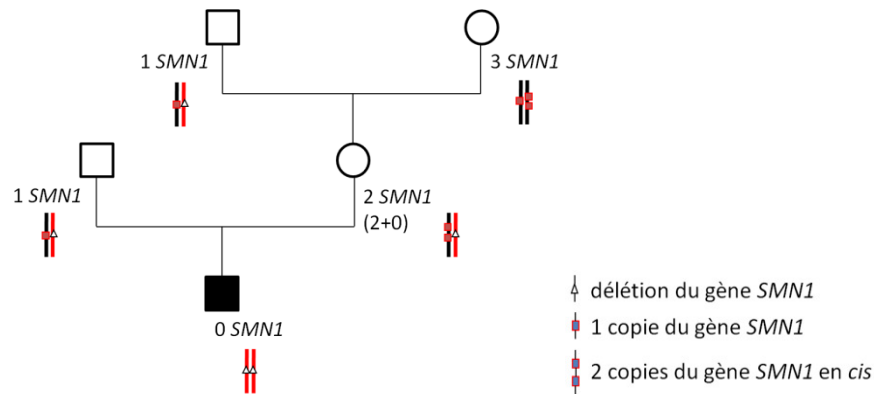 1 SMN1
3 SMN1
1 SMN1
2 SMN1
(2+0)
0 SMN1
délétion du gène SMN1
1 copie du gène SMN1
2 copies du gène SMN1 en cis